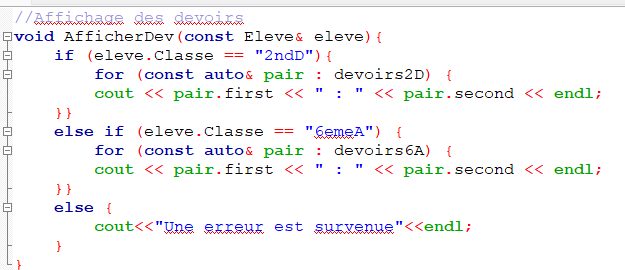 //Affichage des devoirs
void AfficherDev(const Eleve& eleve){
    if (eleve.Classe == "2ndD"){
        for (const auto& pair : devoirs2D) {
        cout << pair.first << " : " << pair.second << endl;
    }}
    else if (eleve.Classe == "6emeA") {
        for (const auto& pair : devoirs6A) {
        cout << pair.first << " : " << pair.second << endl;
    }}
    else {
        cout<<"Une erreur est survenue"<<endl;
    }
}